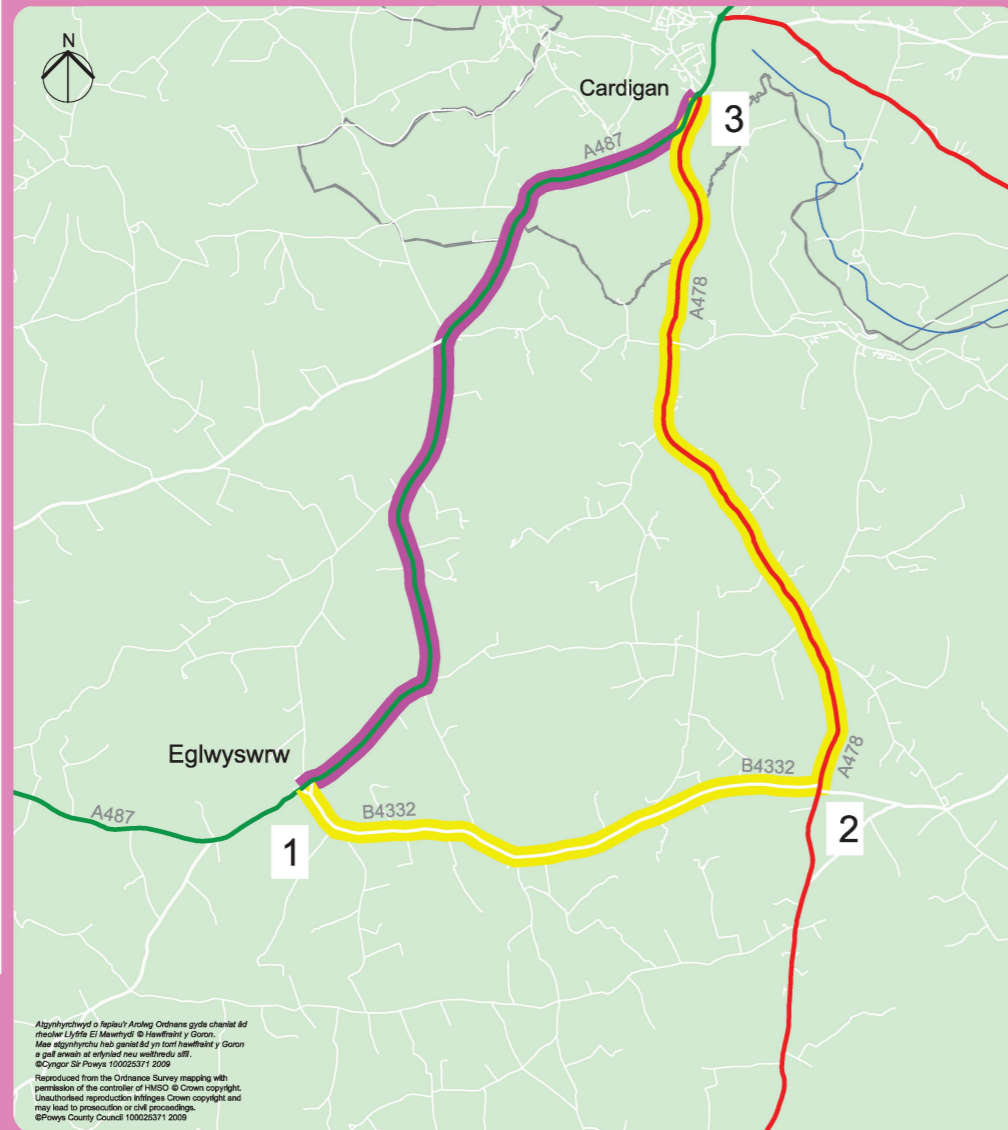 N
Cardigan
3
A487
A478
Eglwyswrw
A487
1
B4332
B4332
A478
2
Atgynhyrchwyd o fapiau'r Arolwg Ordnans gyda chaniatâd
rheolwr Llyfrfa Ei Mawrhydi © Hawlfraint y Goron.
Mae atgynhyrchu heb ganiatâd yn torri hawlfraint y Goron
a gall arwain at erlyniad neu weithredu sifil.
©Cyngor Sir Powys 100025371 2009
Reproduced from the Ordnance Survey mapping with
permission of the controller of HMSO © Crown copyright.
Unauthorised reproduction infringes Crown copyright and
may lead to prosecution or civil proceedings.
©Powys County Council 100025371 2009